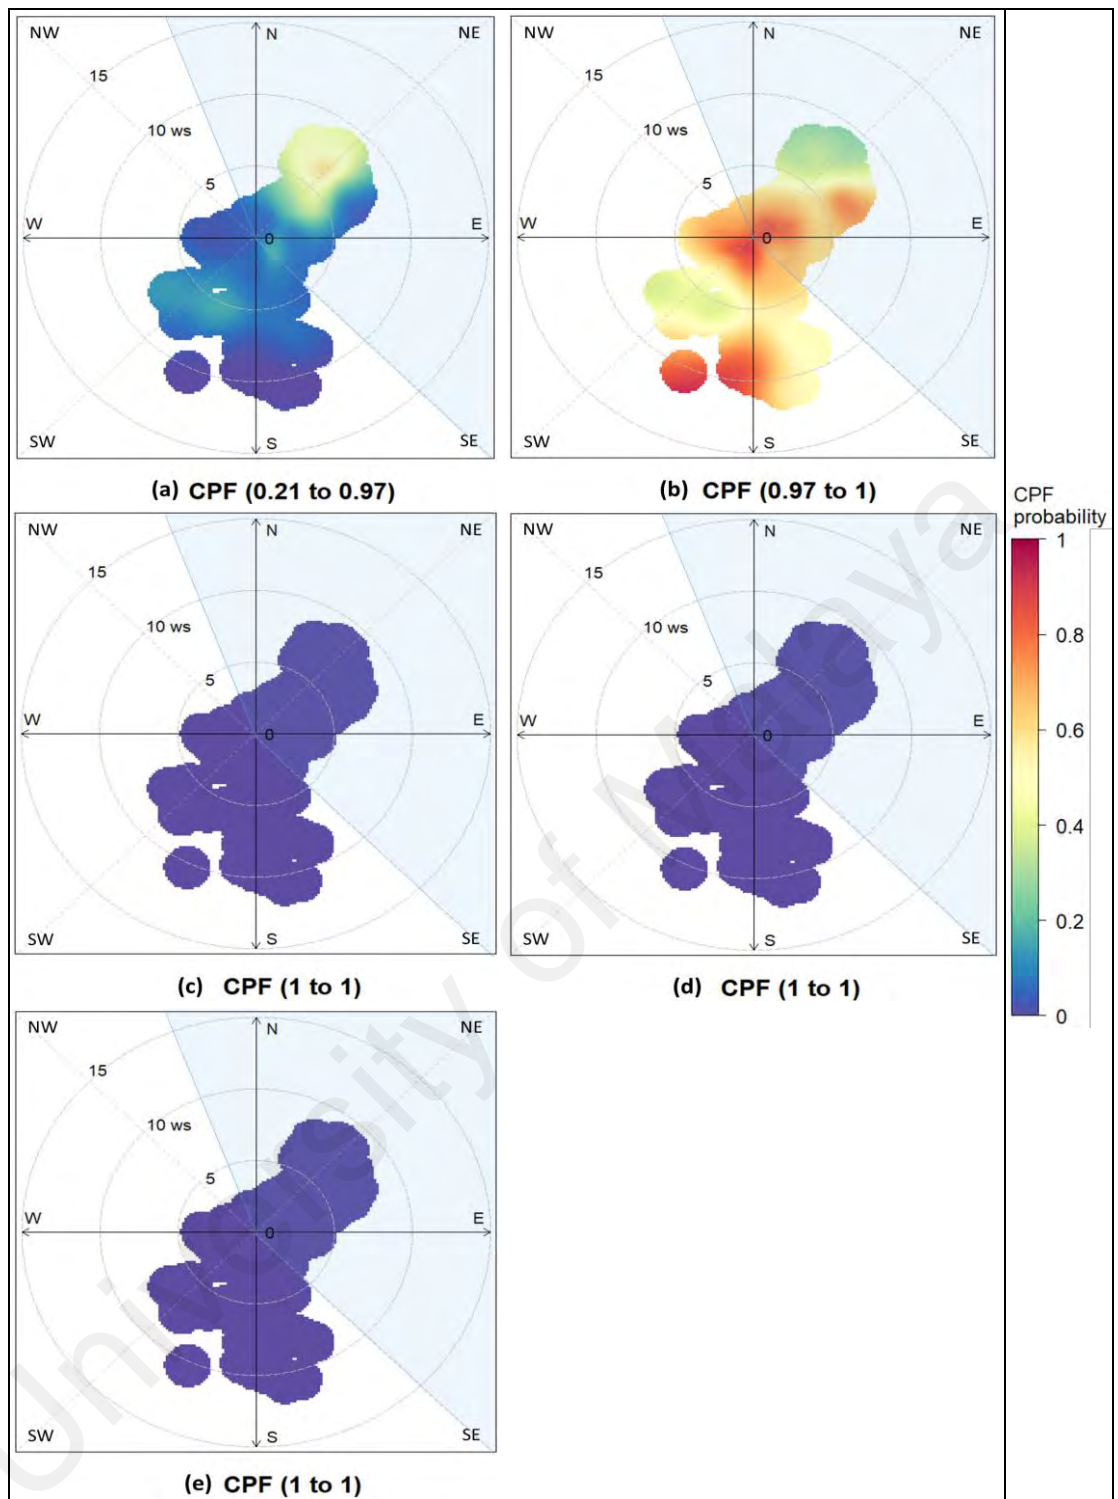 NW N NE
15
10 ws
5
W 0 E
SW S SE
(a) CPF (0.21 to 0.97)
NW N NE
15
10 ws
5
W 0 E
SW S SE
(b) CPF (0.97 to 1)
NW N NE
15
10 ws
5
W 0 E
SW S SE
(c) CPF (1 to 1)
NW N NE
15
10 ws
5
W 0 E
SW S SE
(d) CPF (1 to 1)
CPF
probability
1
0.8
0.6
0.4
0.2
0
NW N NE
15
10 ws
5
W 0 E
SW S SE
(e) CPF (1 to 1)
University of Malaya